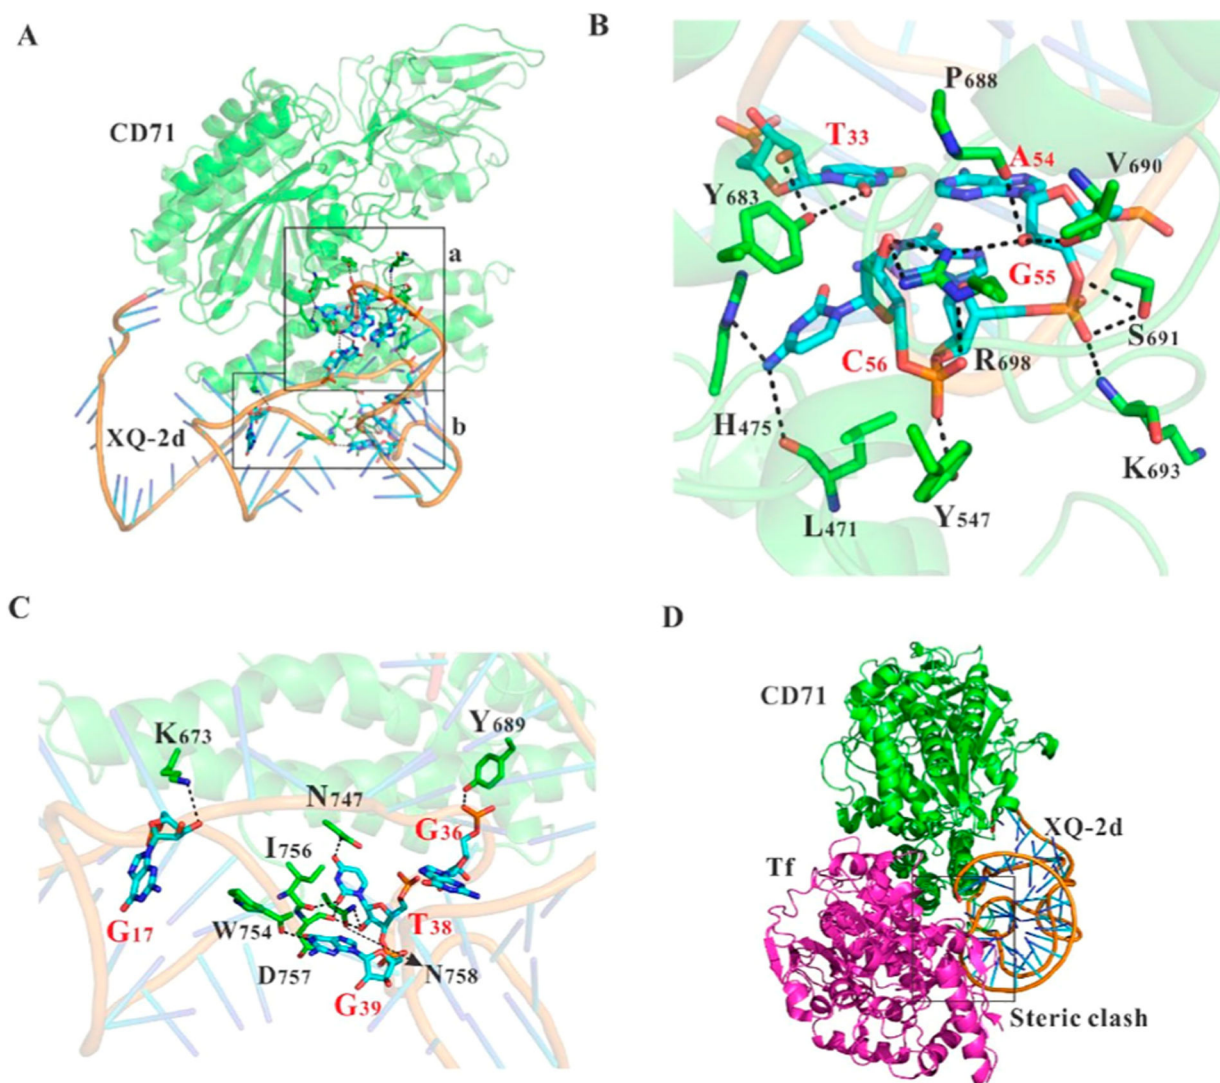 A
CD71
a
b
XQ-2d
B
P688
T33
A54
V690
Y683
G55
S691
C56
R698
H475
K693
L471
Y547
C
K673
Y689
N747
G36
I756
G17
W754
T38
D757
N758
G39
D
CD71
XQ-2d
Tf
Steric clash